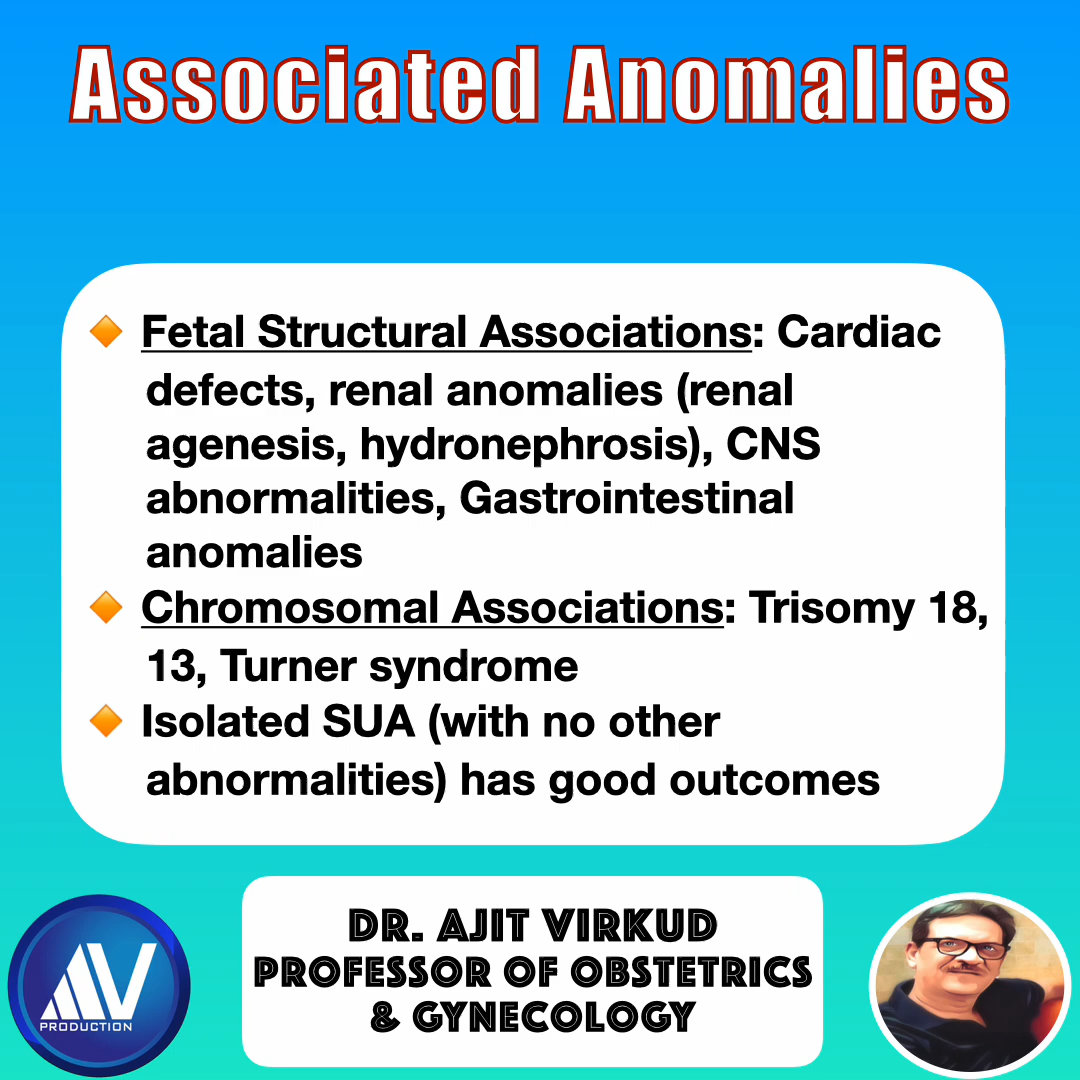 Associated Anomalies
🔸 Fetal Structural Associations: Cardiac
defects, renal anomalies (renal
agenesis, hydronephrosis), CNS
abnormalities, Gastrointestinal
anomalies
🔸 Chromosomal Associations: Trisomy 18,
13, Turner syndrome
🔸 Isolated SUA (with no other
abnormalities) has good outcomes
DR. AJIT VIRKUD
PROFESSOR OF OBSTETRICS
& GYNECOLOGY
AV
PRODUCTION